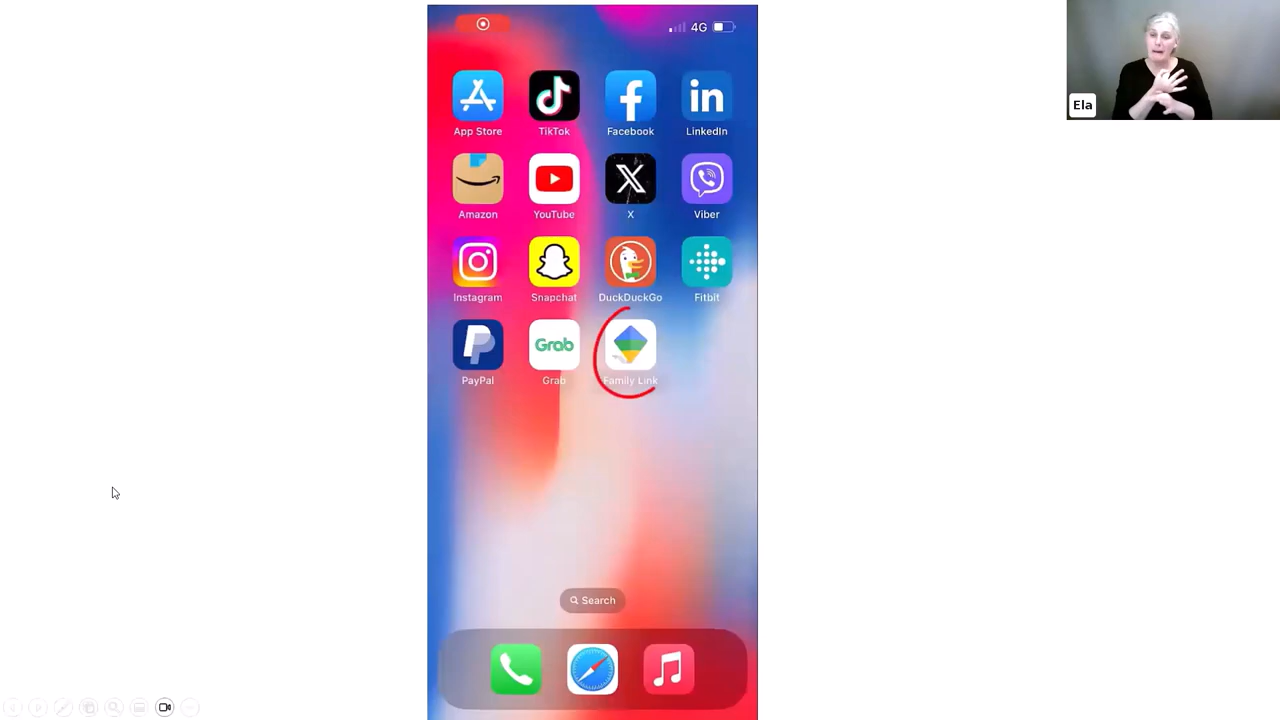 4G
App Store
TikTok
Facebook
LinkedIn
Amazon
YouTube
X
Viber
Instagram
Snapchat
DuckDuckGo
Fitbit
Grab
PayPal
Grab
Family Link
Search
Ela